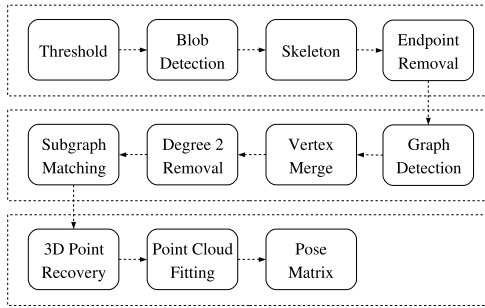 Threshold
Blob
Detection
Skeleton
Endpoint
Removal
Subgraph
Matching
Degree 2
Removal
Vertex
Merge
Graph
Detection
3D Point
Recovery
Point Cloud
Fitting
Pose
Matrix